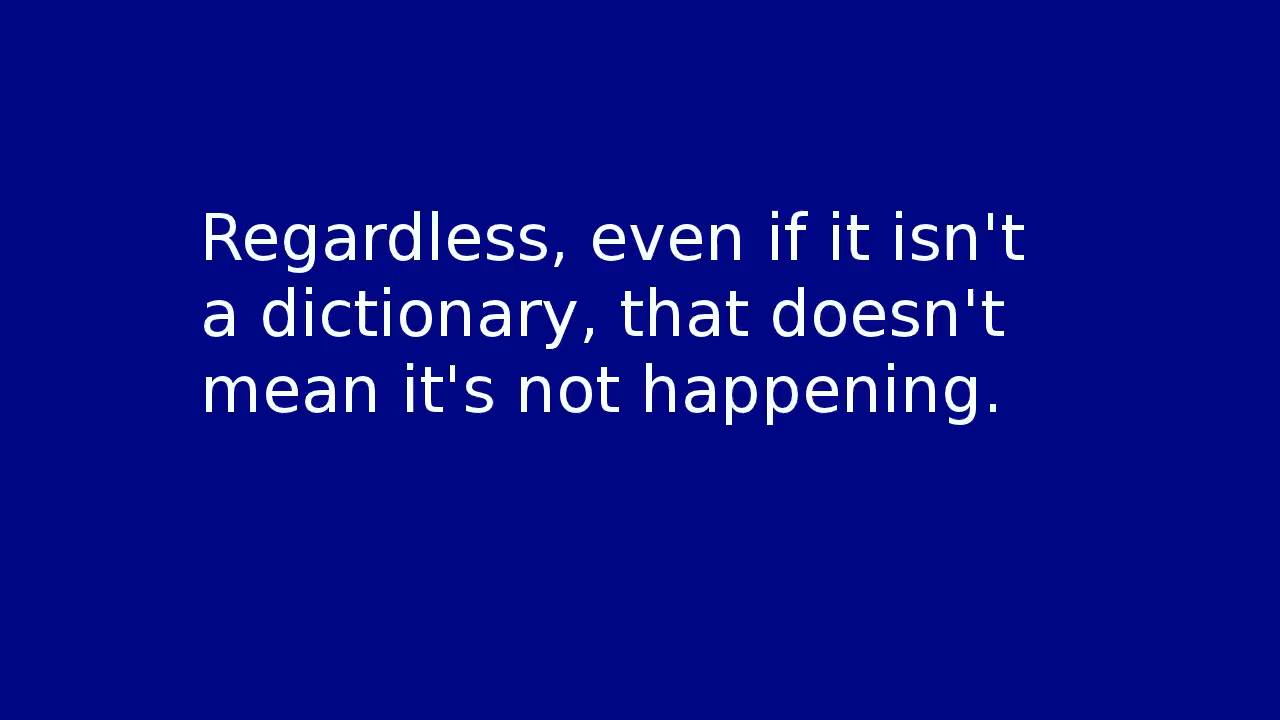 Regardless, even if it isn't
a dictionary, that doesn't
mean it's not happening.